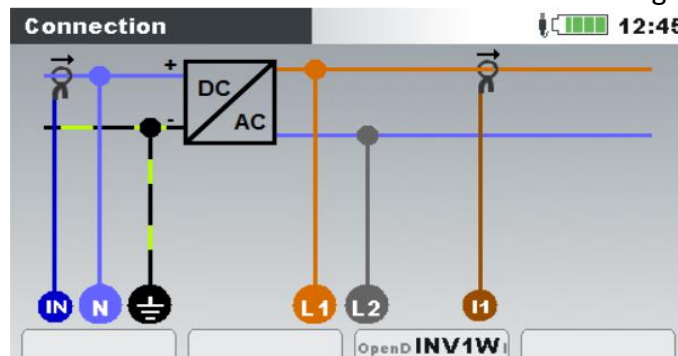 Connection 12:45
+
DC
-
AC
IN N L1 L2 I1
OpenD INV1W